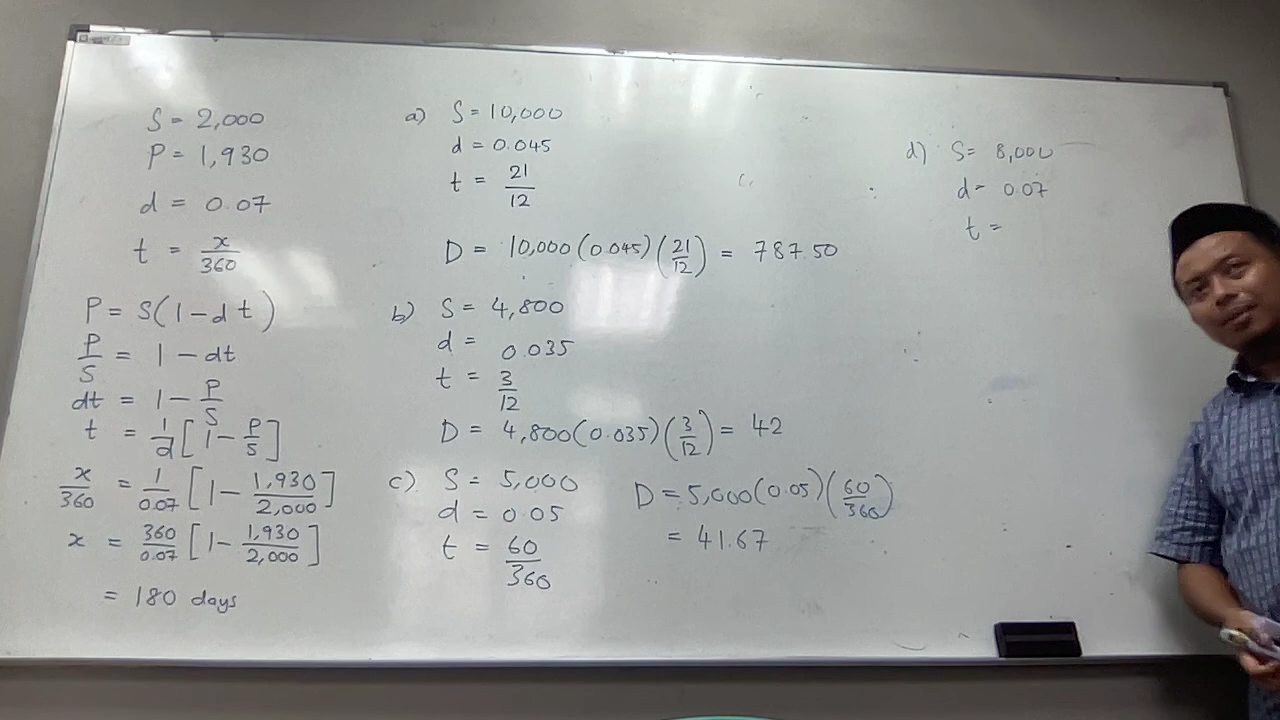 S = 2,000
P = 1,930
d = 0.07
t = x/360
P = S(1 - dt)
P/S = 1 - dt
dt = 1 - P/S
t = 1/d [1 - P/S]
x/360 = 1/0.07 [1 - 1,930/2,000]
x = 360/0.07 [1 - 1,930/2,000]
= 180 days
a) S = 10,000
d = 0.045
t = 21/12
D = 10,000(0.045)(21/12) = 787.50
b) S = 4,800
d = 0.035
t = 3/12
D = 4,800(0.035)(3/12) = 42
c) S = 5,000
d = 0.05
t = 60/360
D = 5,000(0.05)(60/360)
= 41.67
d) S = 8,000
d = 0.07
t =